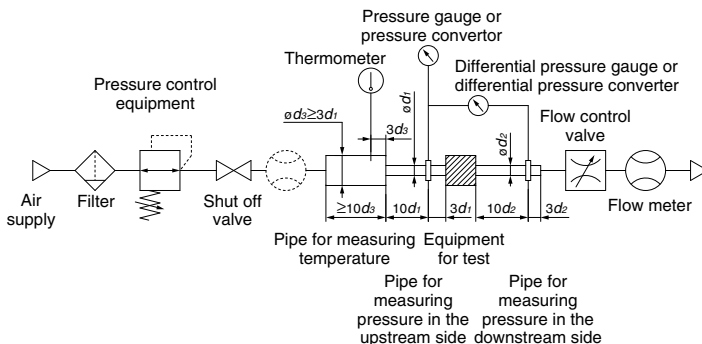 Pressure gauge or
pressure convertor
Thermometer
Differential pressure gauge or
differential pressure converter
Pressure control
equipment
ød3≥3d1
3d3
ød1
ød2
Flow control
valve
Air
supply
Filter
Shut off
valve
≥10d3
10d1
3d1
10d2
3d2
Flow meter
Pipe for measuring
temperature
Equipment
for test
Pipe for
measuring
pressure in the
upstream side
Pipe for
measuring
pressure in the
downstream side